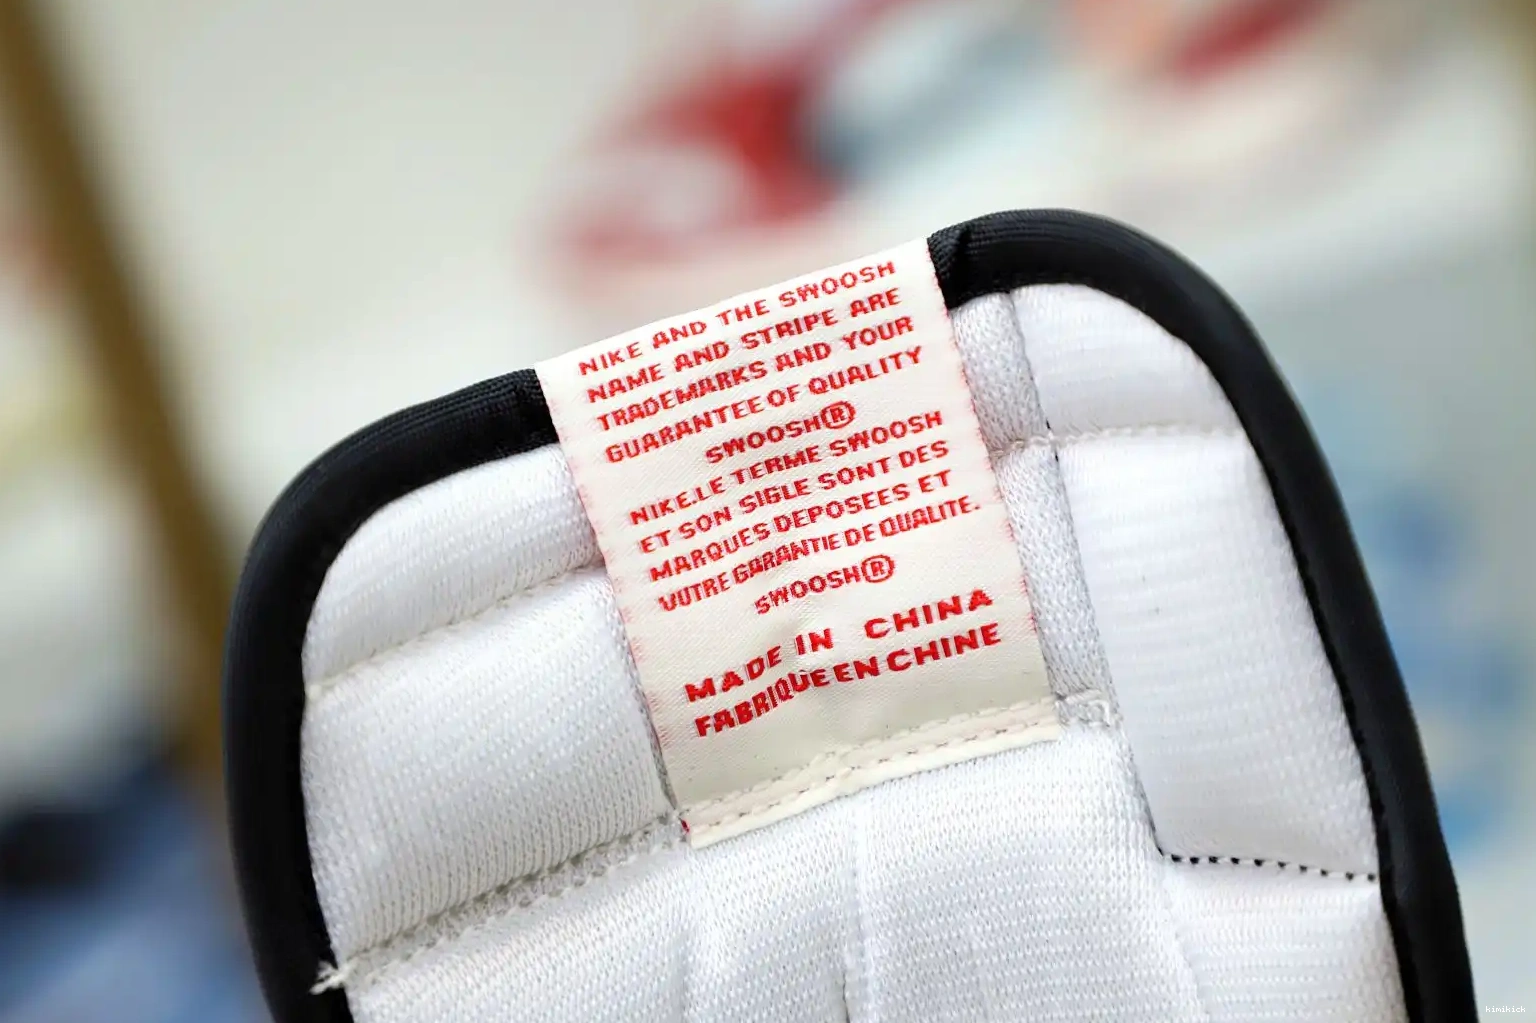 NIKE AND THE SWOOSH
NAME AND STRIPE ARE
TRADEMARKS AND YOUR
GUARANTEE OF QUALITY
SWOOSH®
NIKE.LE TERME SWOOSH
ET SON SIGLE SONT DES
MARQUES DEPOSEES ET
VOTRE GARANTIE DE QUALITE.
SWOOSH®
MADE IN CHINA
FABRIQUE EN CHINE
kimikick